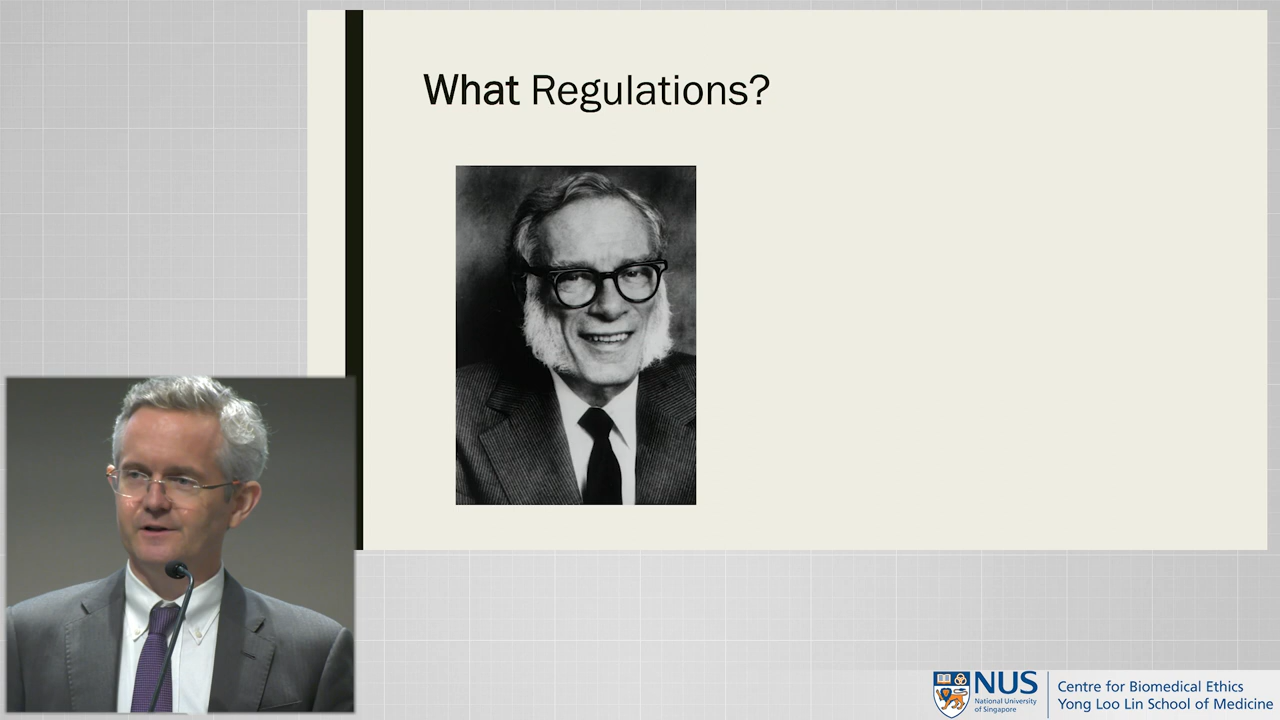 What Regulations?
NUS
National University
of Singapore
Centre for Biomedical Ethics
Yong Loo Lin School of Medicine